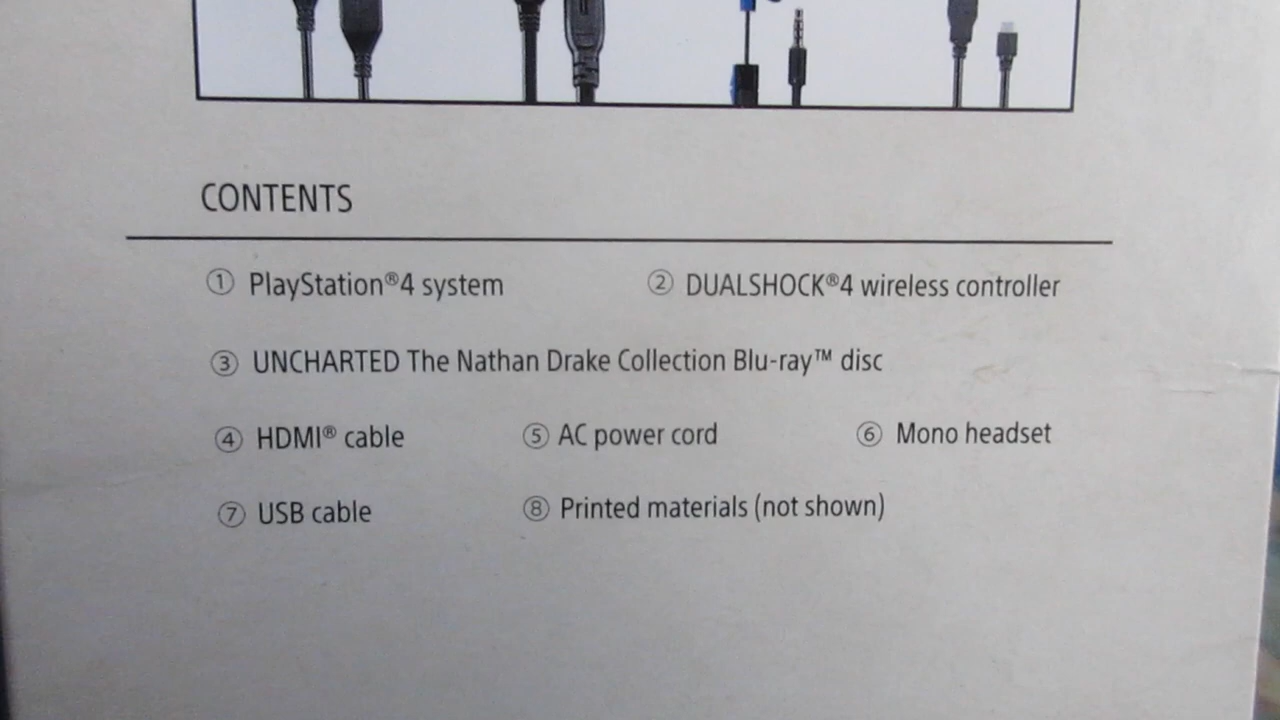 CONTENTS
① PlayStation®4 system ② DUALSHOCK®4 wireless controller
③ UNCHARTED The Nathan Drake Collection Blu-ray™ disc
④ HDMI® cable ⑤ AC power cord ⑥ Mono headset
⑦ USB cable ⑧ Printed materials (not shown)